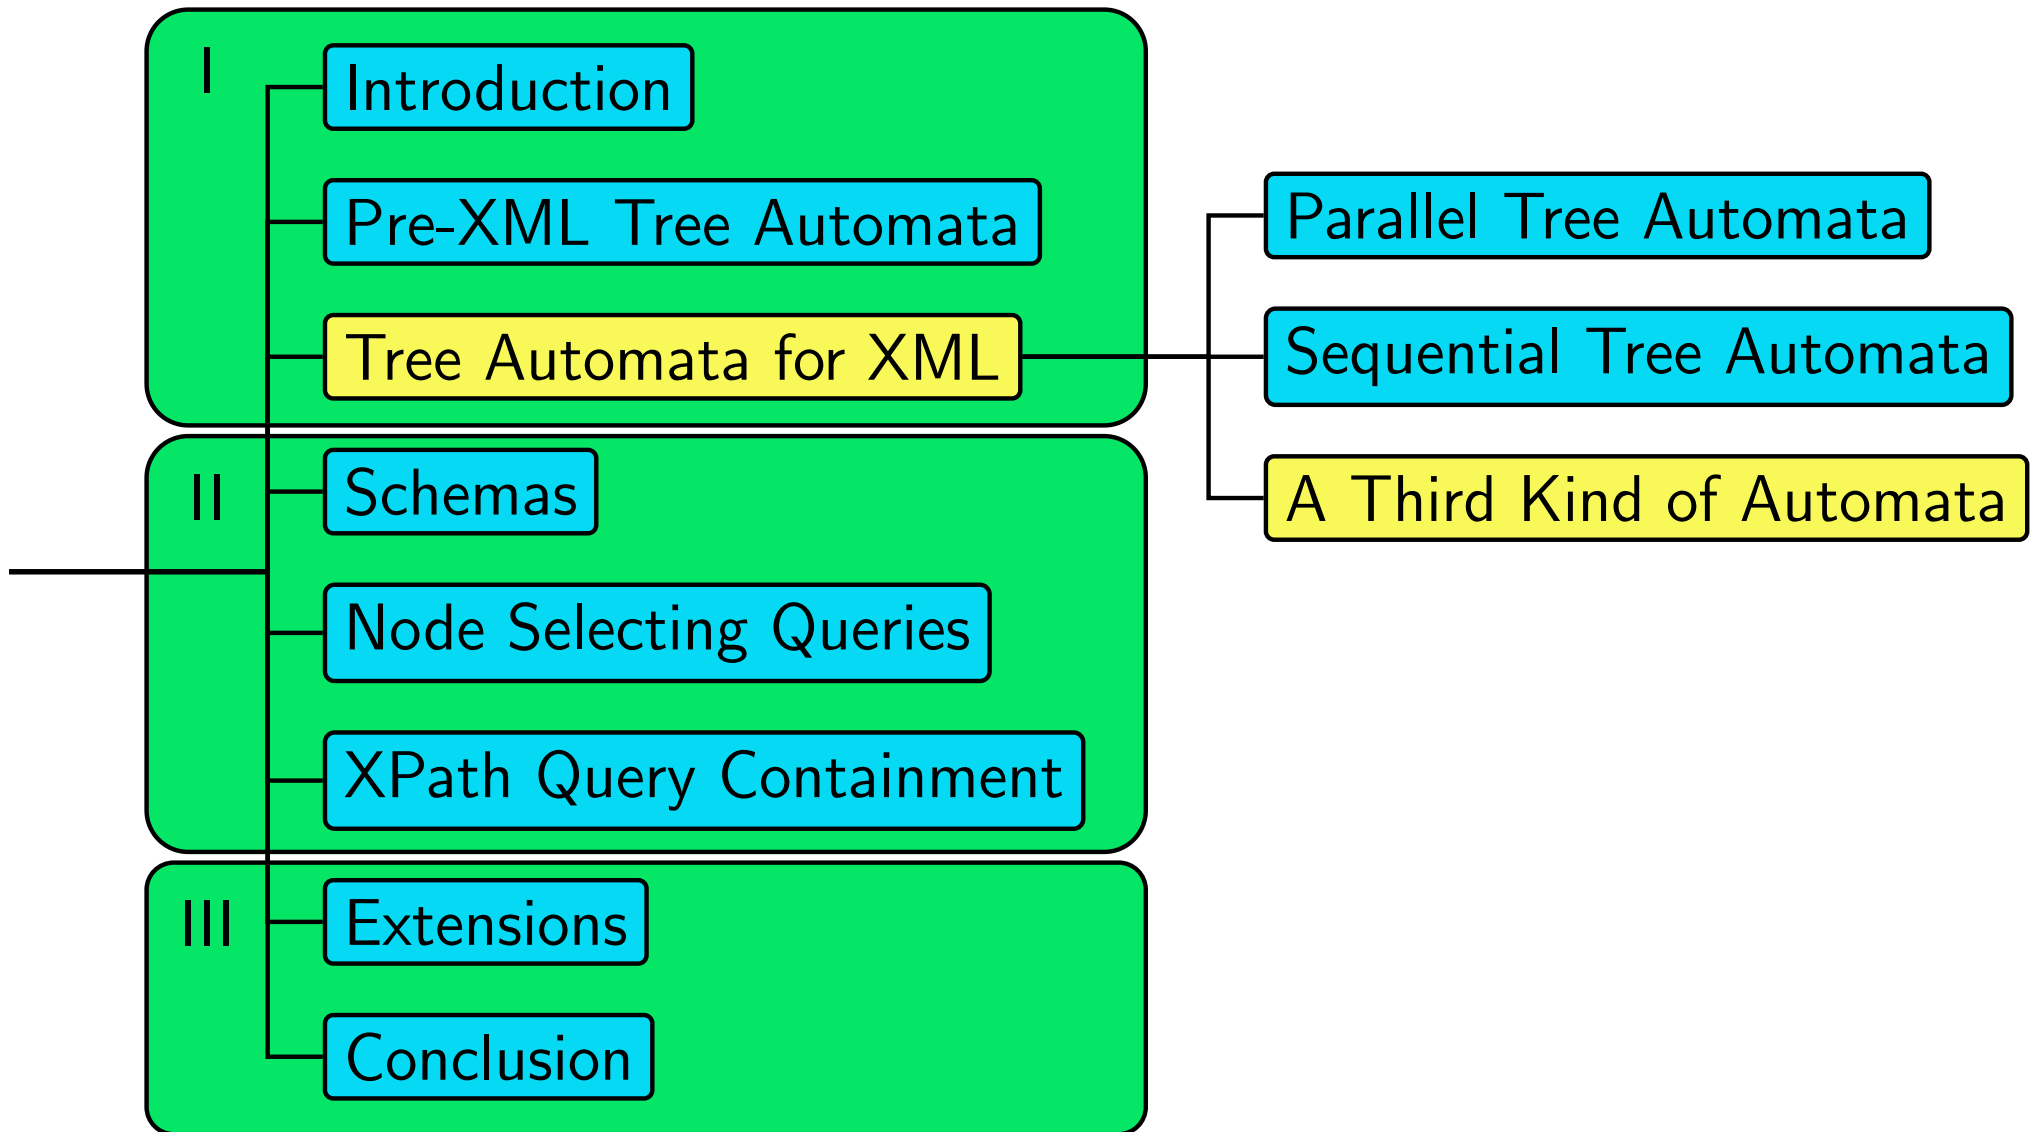 I
Introduction
Pre-XML Tree Automata
Tree Automata for XML
Parallel Tree Automata
Sequential Tree Automata
A Third Kind of Automata
II
Schemas
Node Selecting Queries
XPath Query Containment
III
Extensions
Conclusion